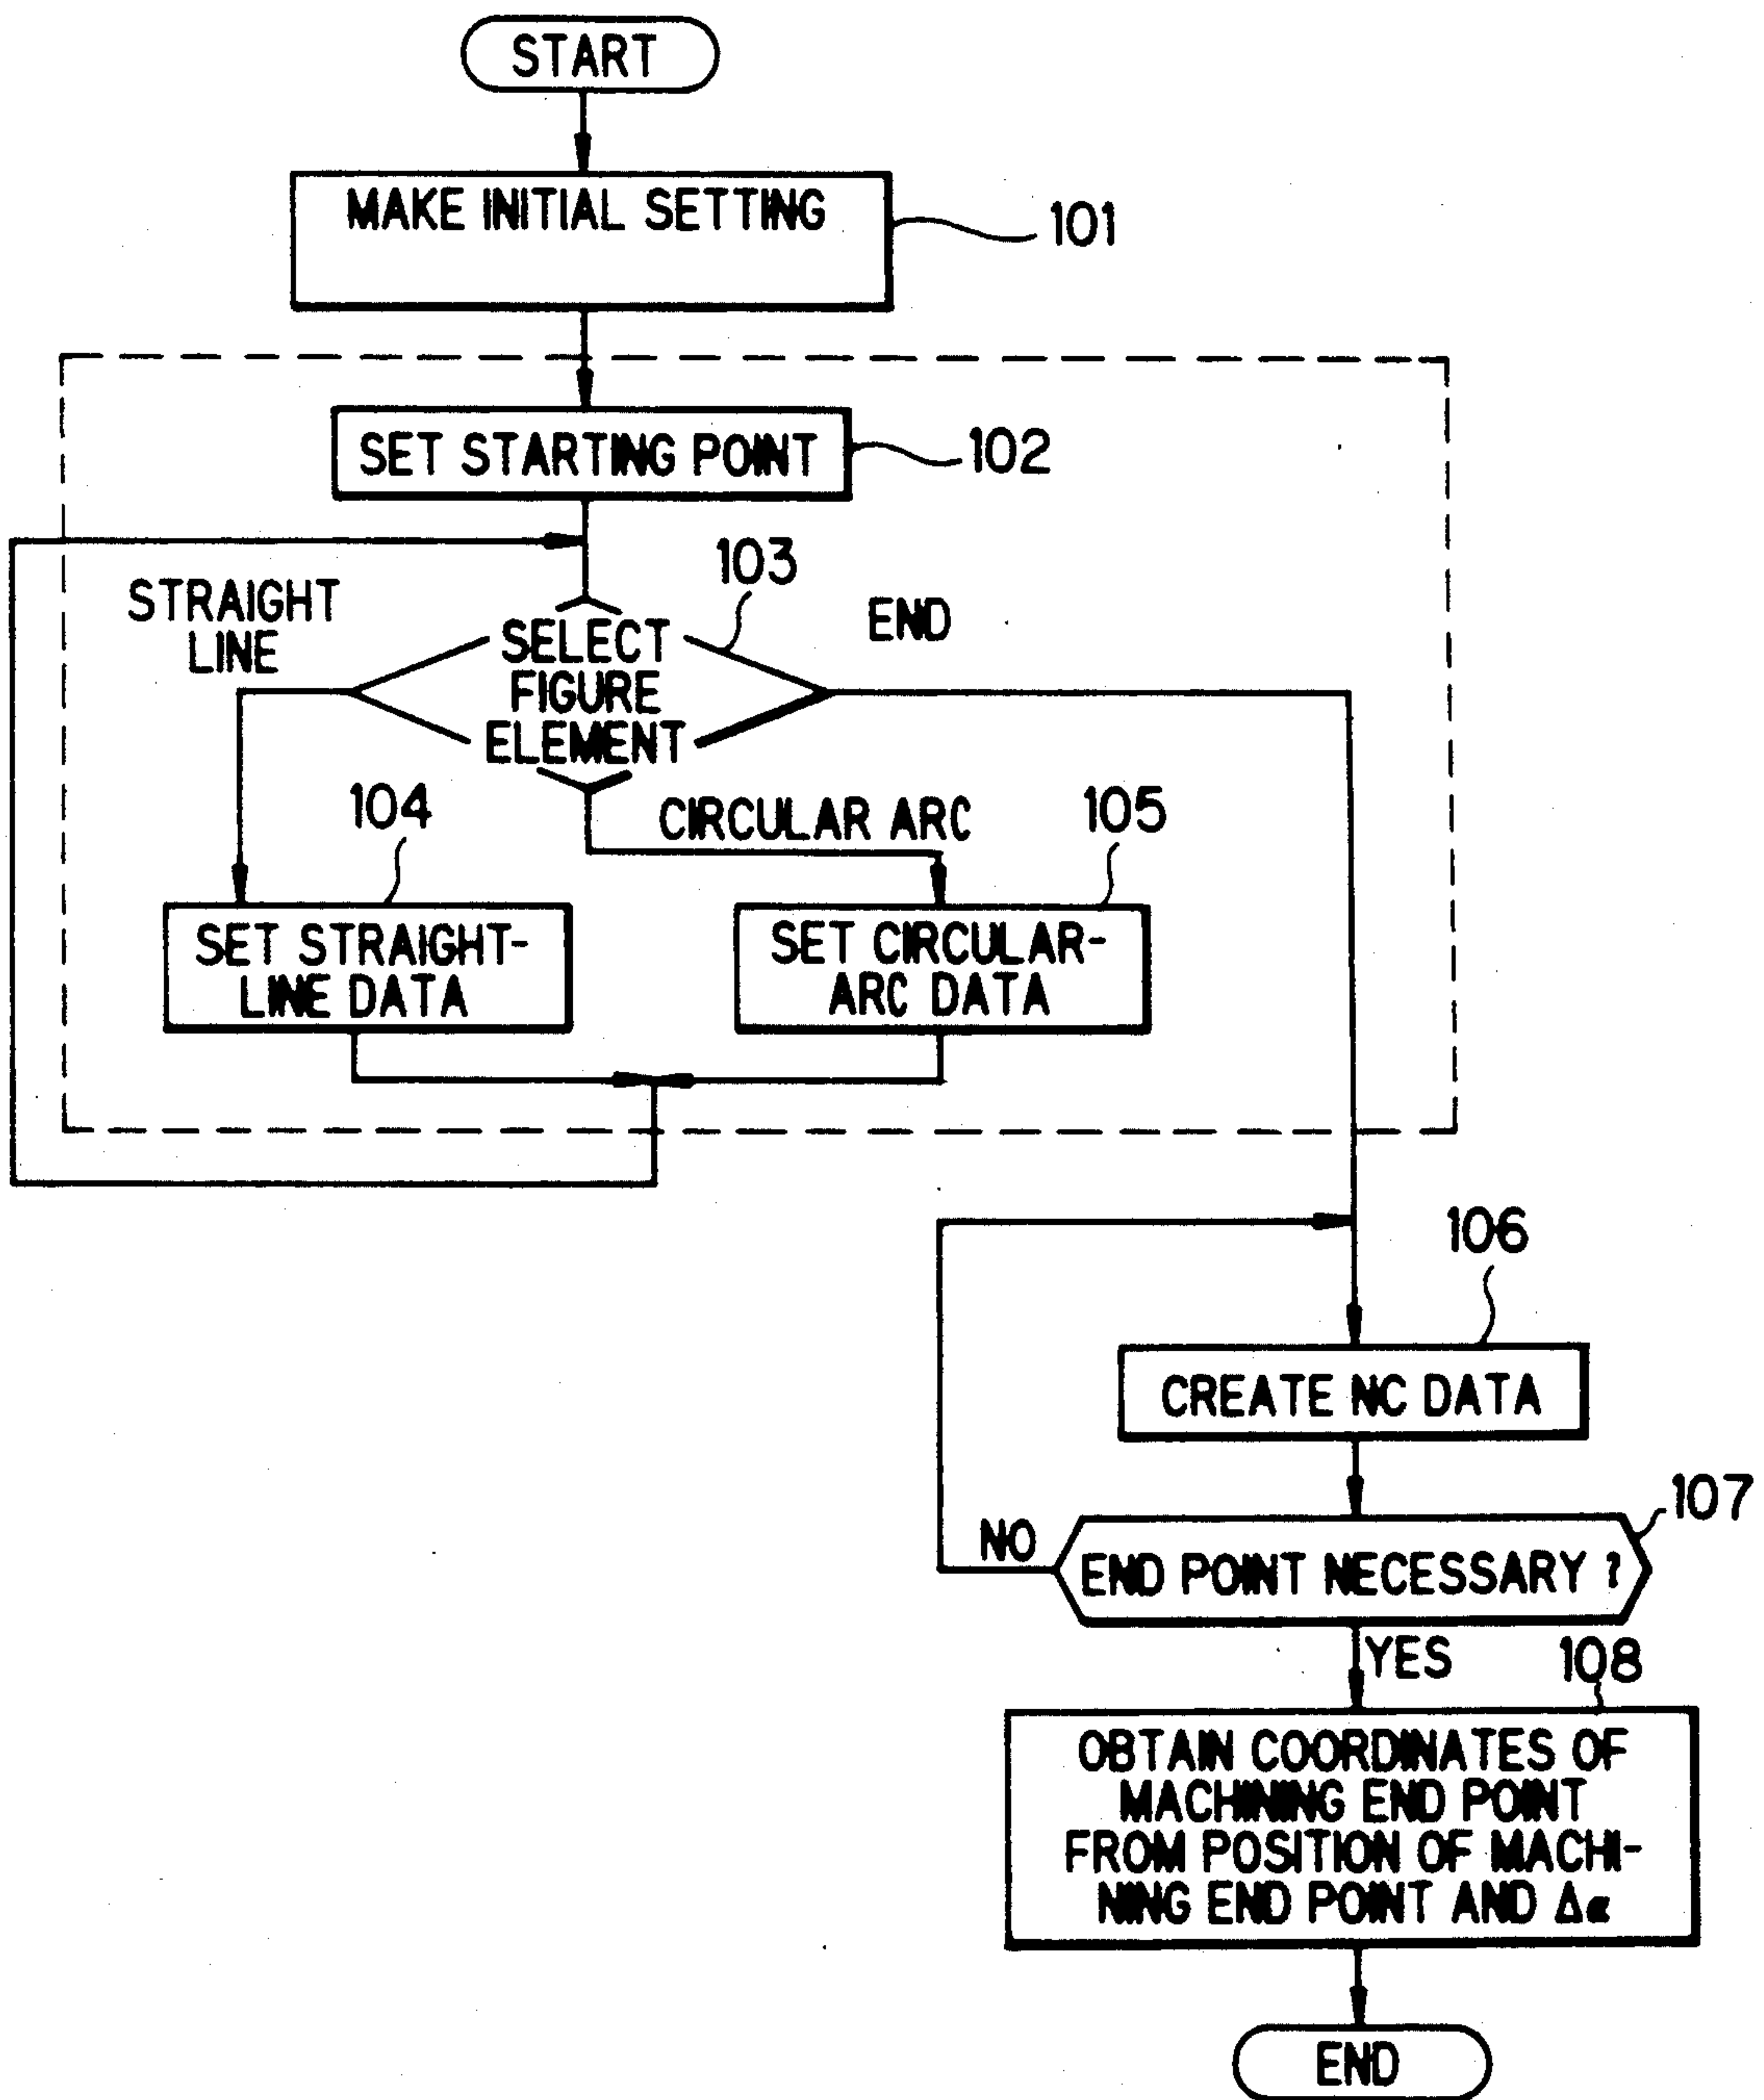 START
MAKE INITIAL SETTING
101
SET STARTING POINT
102
103
STRAIGHT
LINE
END
SELECT
FIGURE
ELEMENT
104
CIRCULAR ARC
105
SET STRAIGHT-
LINE DATA
SET CIRCULAR-
ARC DATA
106
CREATE NC DATA
107
NO
END POINT NECESSARY ?
YES
108
OBTAIN COORDINATES OF
MACHINING END POINT
FROM POSITION OF MACHI-
NING END POINT AND Δα
END